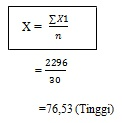 X = ∑X1
n
= 2296
30
=76,53 (Tinggi)